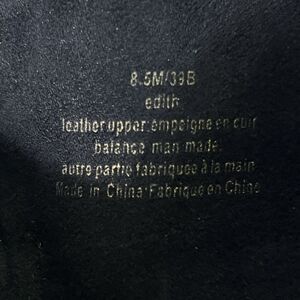 8.5M/39B
edith
leather upper empeigne en cuir
balance man made
autre partie fabriquée à la main
Made in China Fabrique en Chine